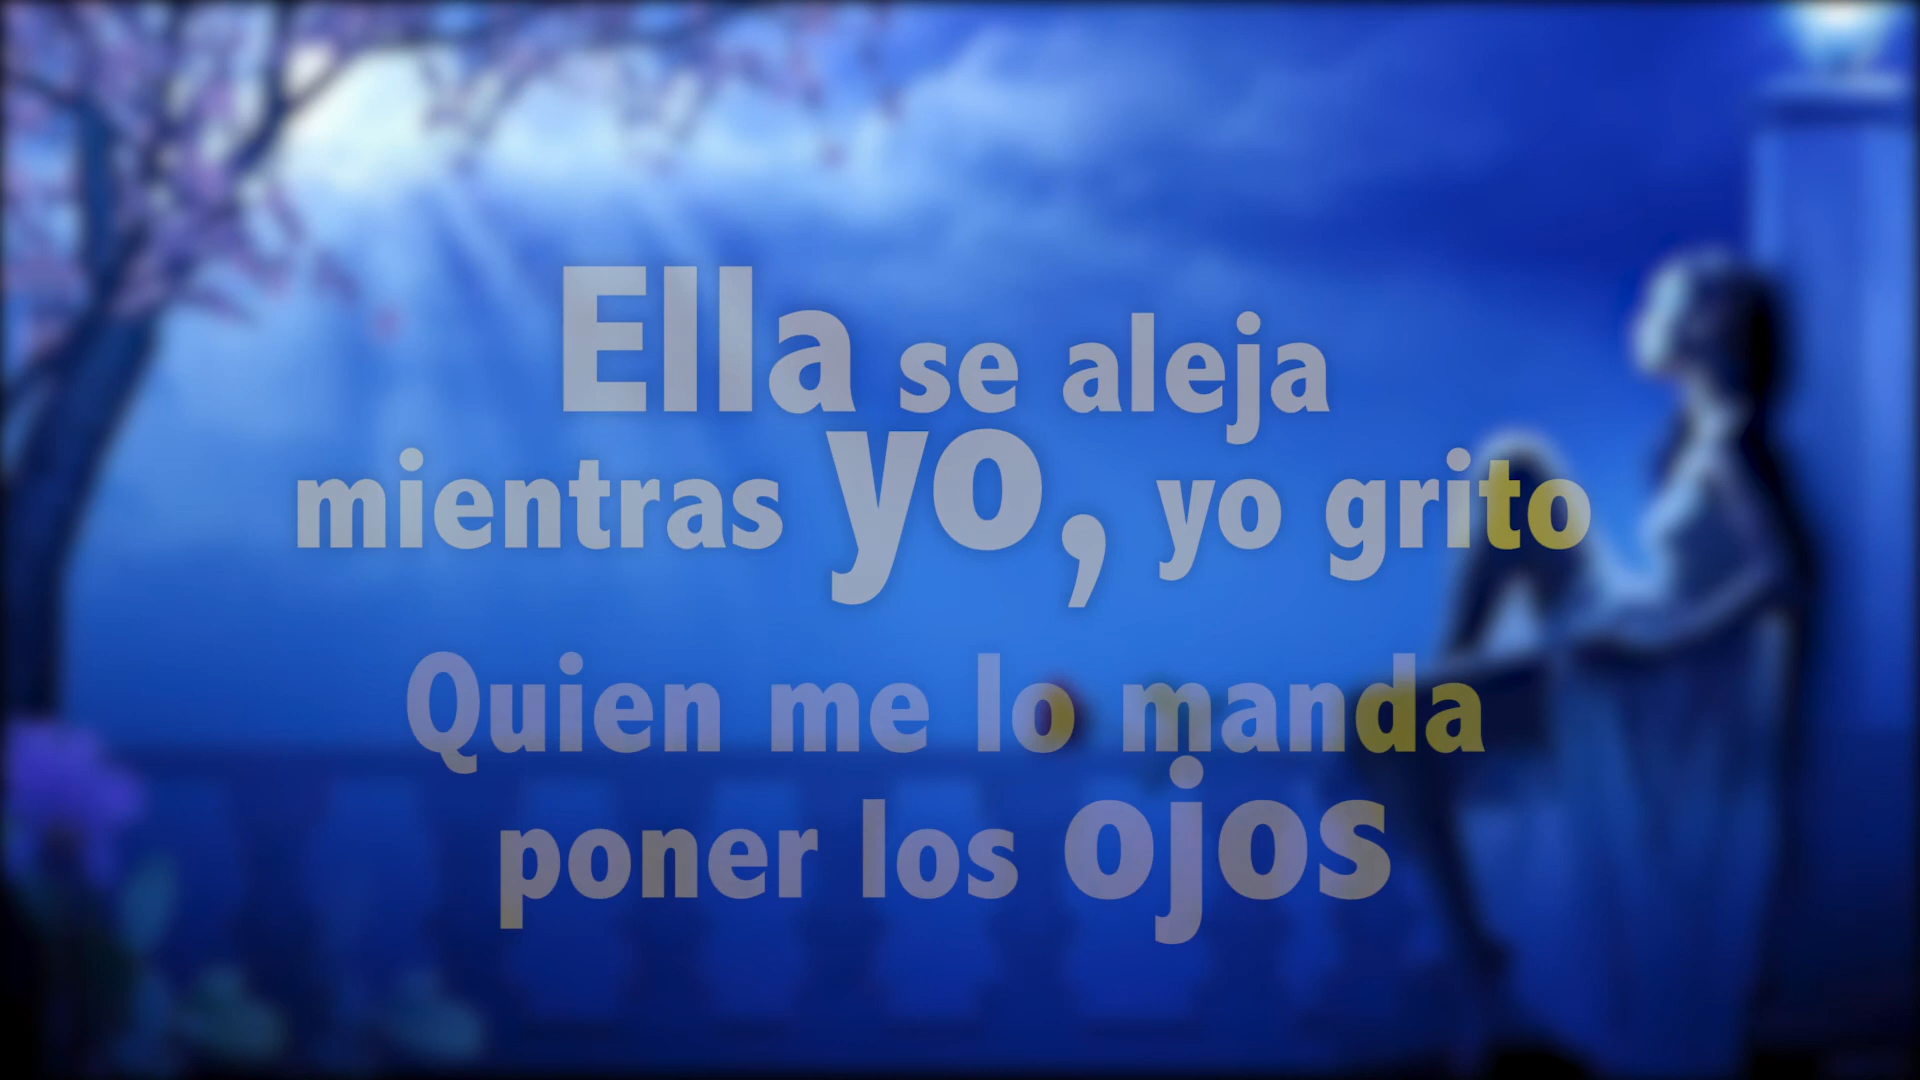 Ella se aleja
mientras yo, yo grito
Quien me lo manda
poner los ojos